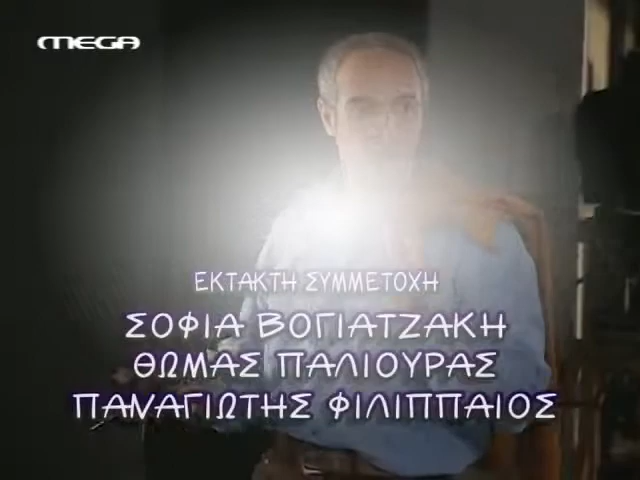 MEGA
ΕΚΤΑΚΤΗ ΣΥΜΜΕΤΟΧΗ
ΣΟΦΙΑ ΒΟΓΙΑΤΖΑΚΗ
ΘΩΜΑΣ ΠΑΛΙΟΥΡΑΣ
ΠΑΝΑΓΙΩΤΗΣ ΦΙΛΙΠΠΑΙΟΣ